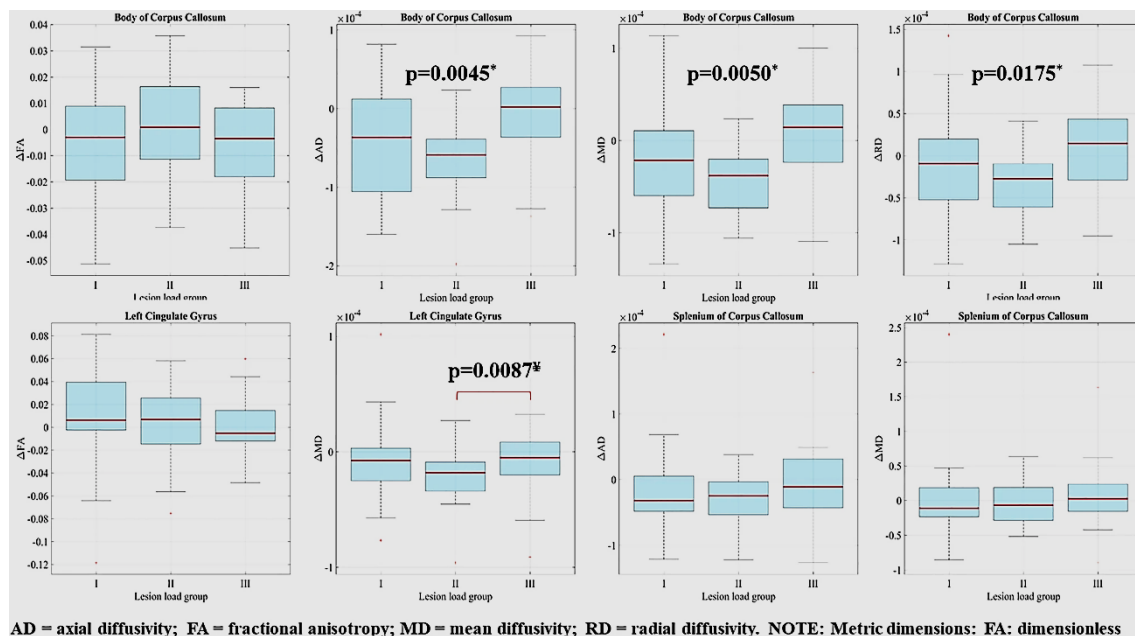 Body of Corpus Callosum
0.04
0.03
0.02
0.01
0
-0.01
-0.02
-0.03
-0.04
-0.05
ΔFA
I II III
Lesion load group
×10⁻⁴ Body of Corpus Callosum
p=0.0045*
1
0
-1
-2
ΔAD
I II III
Lesion load group
×10⁻⁴ Body of Corpus Callosum
p=0.0050*
1
0
-1
ΔMD
I II III
Lesion load group
×10⁻⁴ Body of Corpus Callosum
1.5
p=0.0175*
1
0.5
0
-0.5
-1
ΔRD
I II III
Lesion load group
Left Cingulate Gyrus
0.08
0.06
0.04
0.02
0
-0.02
-0.04
-0.06
-0.08
-0.1
-0.12
ΔFA
I II III
Lesion load group
×10⁻⁴ Left Cingulate Gyrus
1
p=0.0087¥
0
-1
ΔMD
I II III
Lesion load group
×10⁻⁴ Splenium of Corpus Callosum
2
1
0
-1
ΔAD
I II III
Lesion load group
×10⁻⁴ Splenium of Corpus Callosum
2.5
2
1.5
1
0.5
0
-0.5
-1
ΔMD
I II III
Lesion load group
AD = axial diffusivity; FA = fractional anisotropy; MD = mean diffusivity; RD = radial diffusivity. NOTE: Metric dimensions: FA: dimensionless